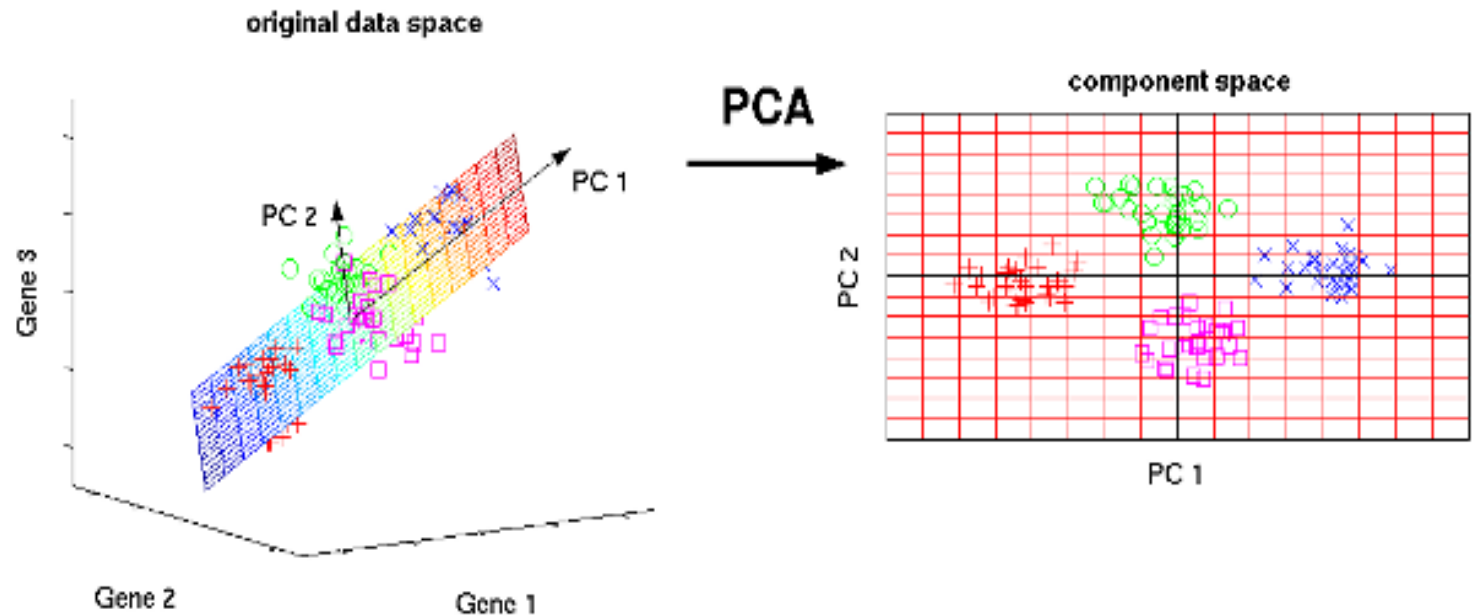 original data space
PC 1
PC 2
Gene 3
Gene 2
Gene 1
PCA
component space
PC 2
PC 1